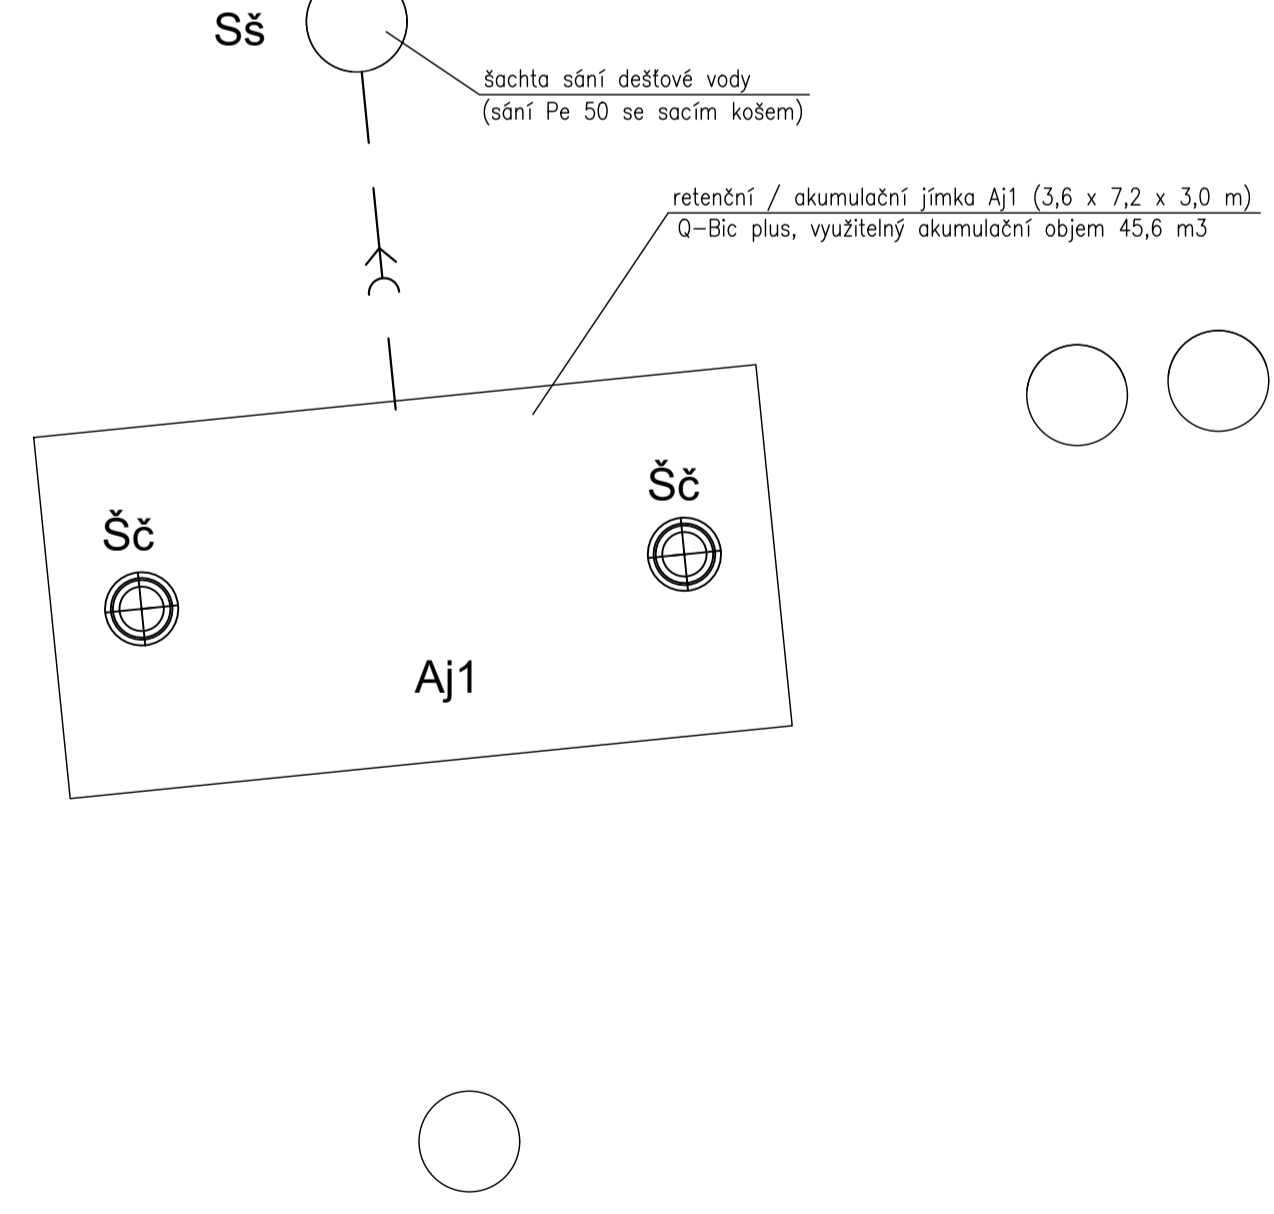 Sš
šachta sání dešťové vody
(sání Pe 50 se sacím košem)
retenční / akumulační jímka Aj1 (3,6 x 7,2 x 3,0 m)
Q-Bic plus, využitelný akumulační objem 45,6 m3
Šč
Šč
Aj1